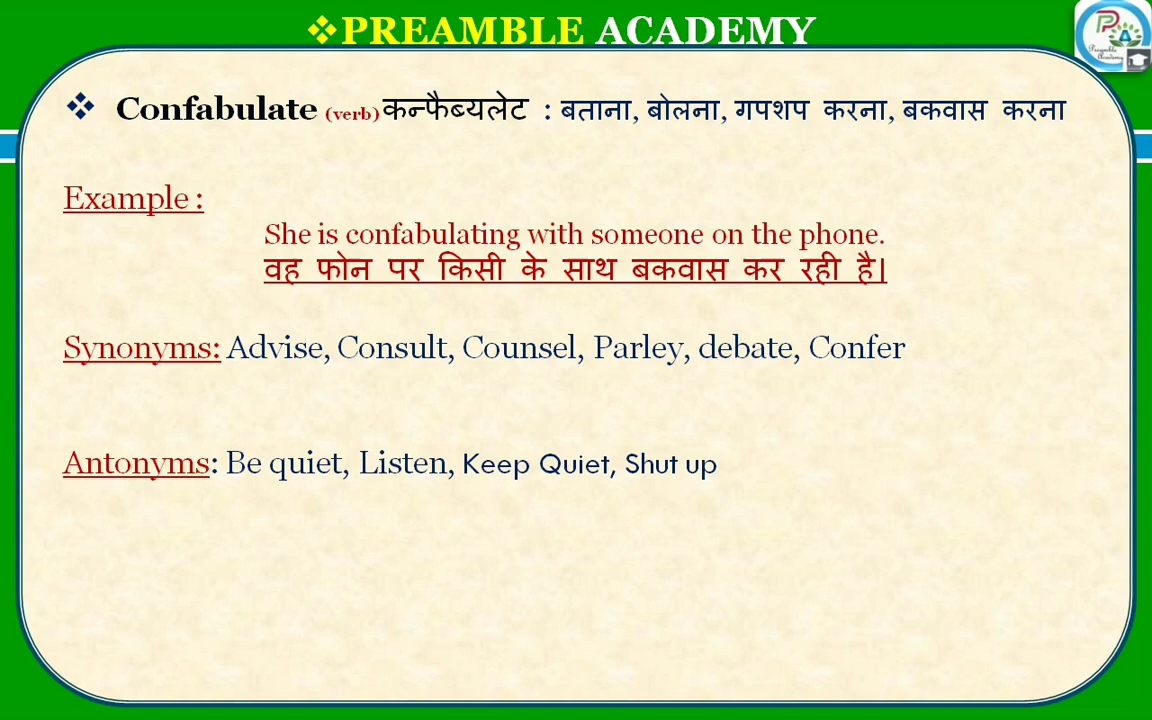 ❖PREAMBLE ACADEMY
Preamble Academy
❖ Confabulate (verb)कन्फैब्यलेट : बताना, बोलना, गपशप करना, बकवास करना
Example :
She is confabulating with someone on the phone.
वह फोन पर किसी के साथ बकवास कर रही है|
Synonyms: Advise, Consult, Counsel, Parley, debate, Confer
Antonyms: Be quiet, Listen, Keep Quiet, Shut up